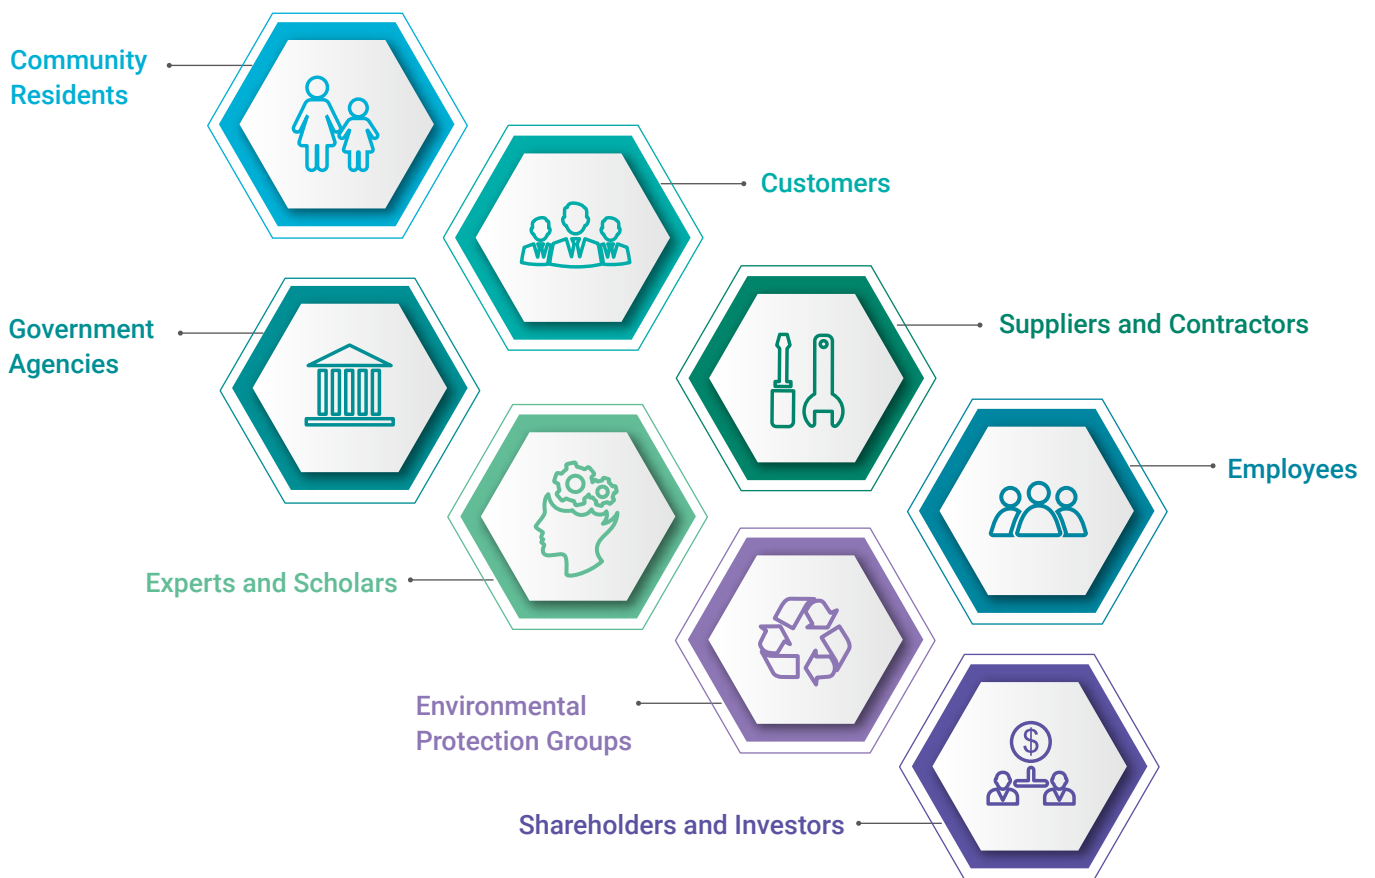 Community
Residents
Customers
Government
Agencies
Suppliers and Contractors
Employees
Experts and Scholars
Environmental
Protection Groups
$
Shareholders and Investors